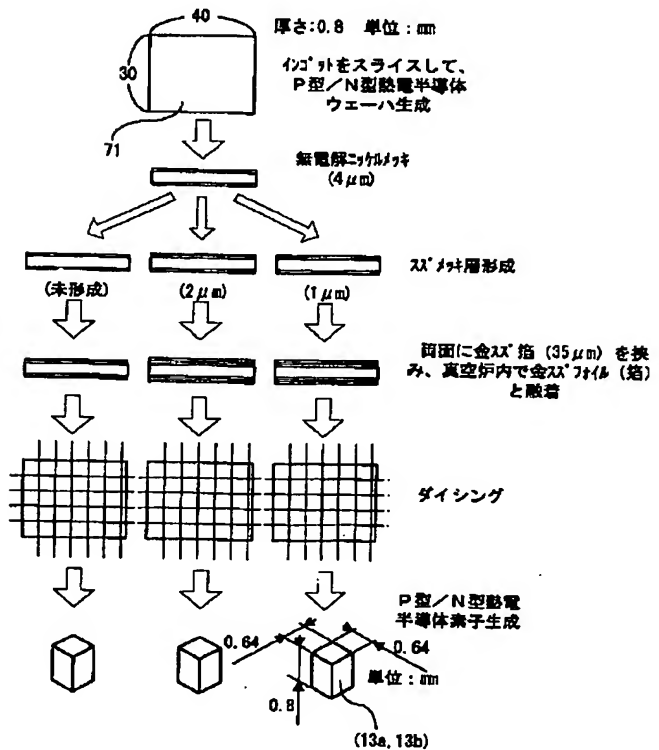 40
厚さ:0.8 単位:mm
30
インゴットをスライスして、
P型/N型熱電半導体
ウェーハ生成
71
無電解ニッケルメッキ
(4μm)
スズメッキ層形成
(未形成)
(2μm)
(1μm)
両面に金スズ箔(35μm)を挟
み、真空炉内で金スズフォイル(箔)
と融着
ダイシング
P型/N型熱電
半導体素子生成
0.64
0.64
単位:mm
0.8
(13a, 13b)